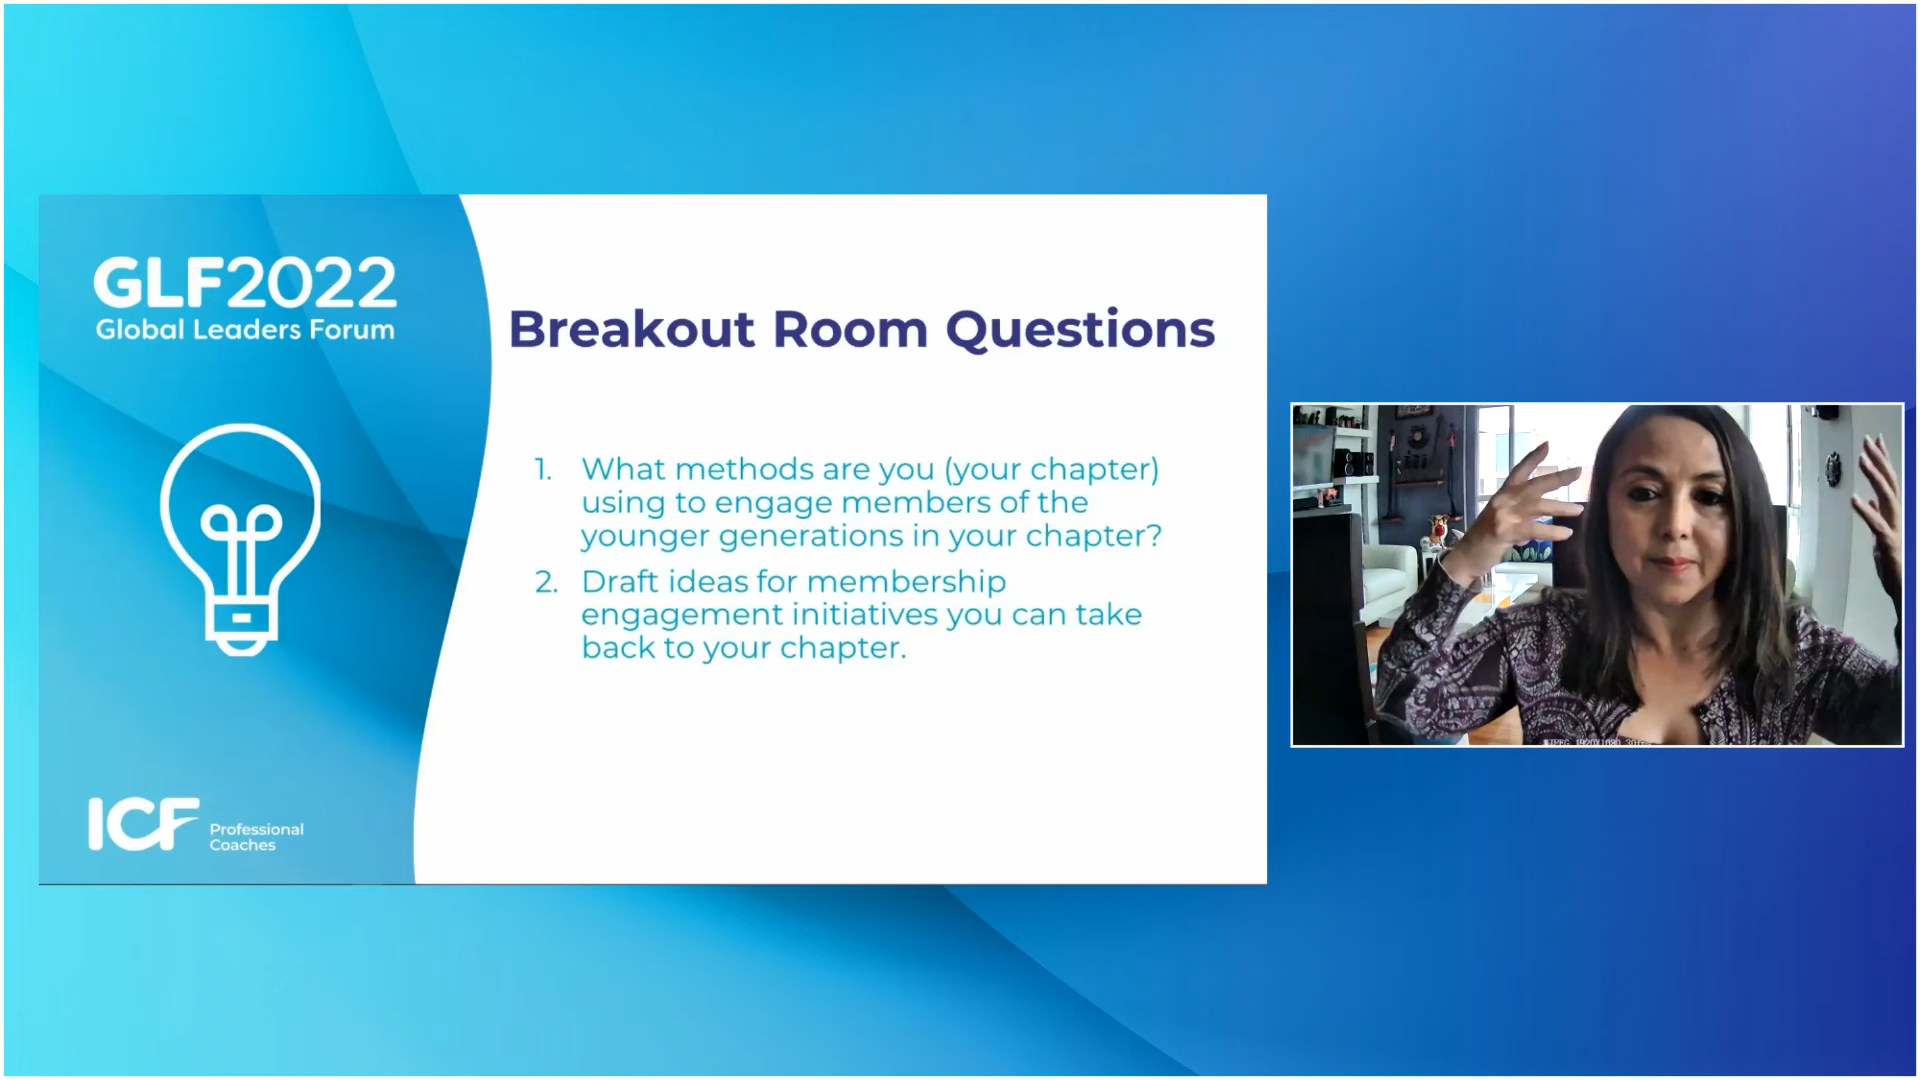 GLF2022
Global Leaders Forum
Breakout Room Questions
1. What methods are you (your chapter)
using to engage members of the
younger generations in your chapter?
2. Draft ideas for membership
engagement initiatives you can take
back to your chapter.
ICF Professional
Coaches